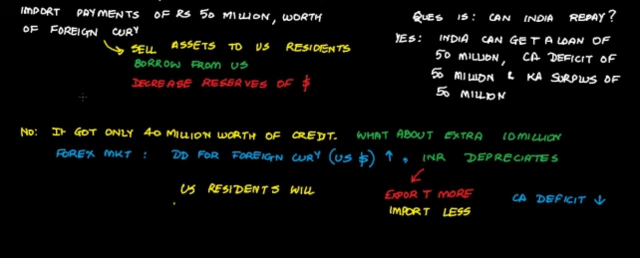 IMPORT PAYMENTS OF RS 50 MILLION, WORTH
OF FOREIGN CURY
SELL ASSETS TO US RESIDENTS
BORROW FROM US
DECREASE RESERVES OF $
QUES IS: CAN INDIA REPAY?
YES: INDIA CAN GET A LOAN OF
50 MILLION, CA DEFICIT OF
50 MILLION & KA SURPLUS OF
50 MILLION
NO: IT GOT ONLY 40 MILLION WORTH OF CREDT. WHAT ABOUT EXTRA 10 MILLION
FOREX MKT: DD FOR FOREIGN CURY (US $) ↑, INR DEPRECIATES
US RESIDENTS WILL
EXPORT MORE
IMPORT LESS
CA DEFICIT ↓